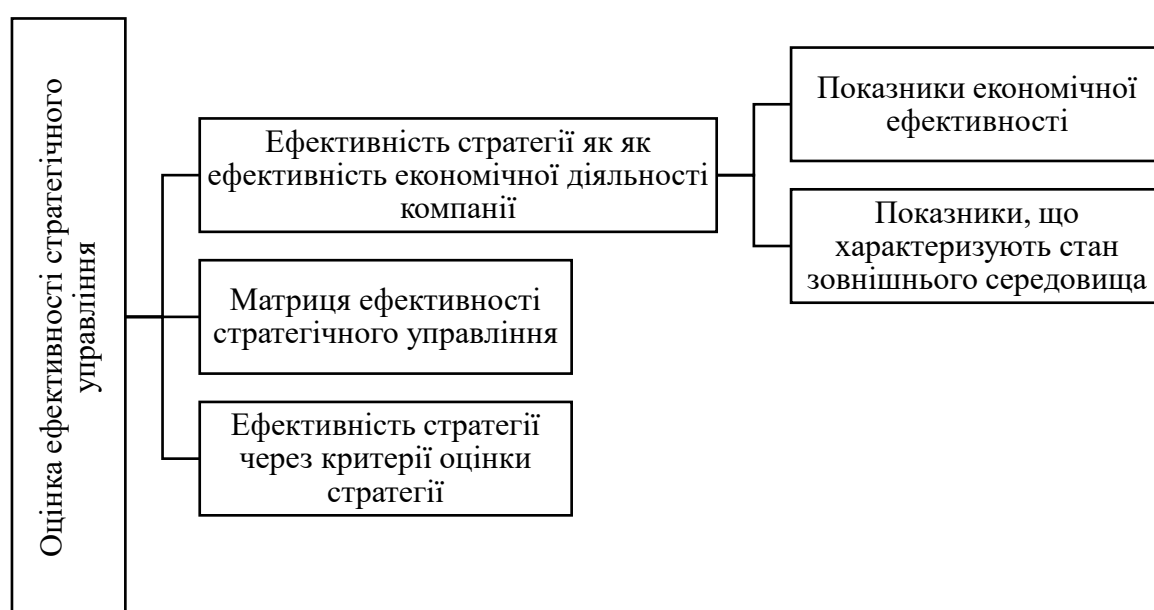 Оцінка ефективності стратегічного
управління
Ефективність стратегії як як
ефективність економічної діяльності
компанії
Показники економічної
ефективності
Показники, що
характеризують стан
зовнішнього середовища
Матриця ефективності
стратегічного управління
Ефективність стратегії
через критерії оцінки
стратегії